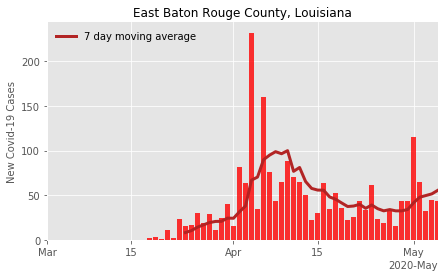 East Baton Rouge County, Louisiana
7 day moving average
New Covid-19 Cases
200
150
100
50
0
Mar
15
Apr
15
May
2020-May